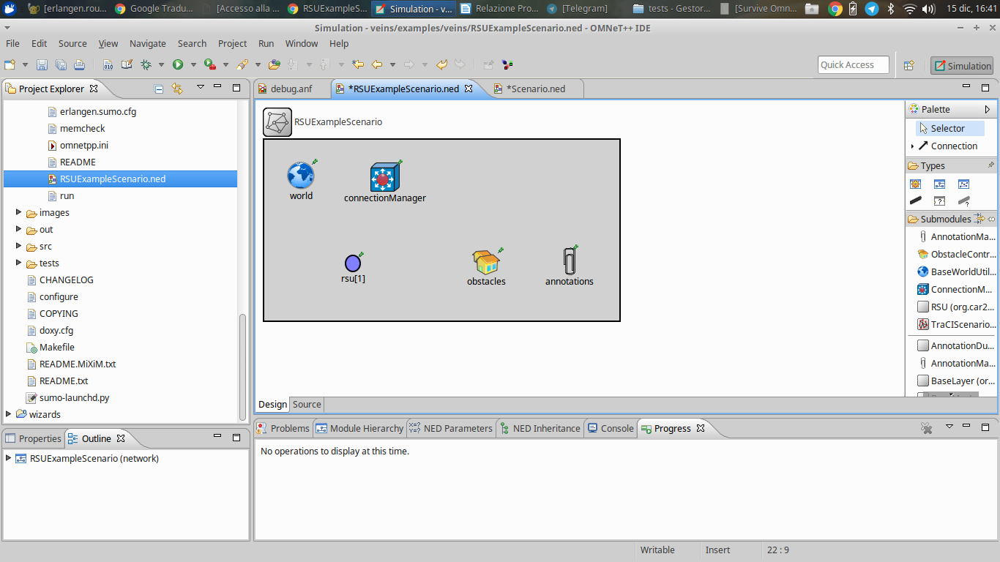 [erlangen.rou... Google Tradu... [Accesso alla ... RSUExampleS... Simulation - v... Relazione Pro... [Telegram] tests - Gestor... [Survive Omn... 15 dic, 16:41
Simulation - veins/examples/veins/RSUExampleScenario.ned - OMNeT++ IDE
File Edit Source View Navigate Search Project Run Window Help
Quick Access
Simulation
Project Explorer
erlangen.sumo.cfg
memcheck
omnetpp.ini
README
RSUExampleScenario.ned
run
images
out
src
tests
CHANGELOG
configure
COPYING
doxy.cfg
Makefile
README.MiXiM.txt
README.txt
sumo-launchd.py
wizards
debug.anf *RSUExampleScenario.ned *Scenario.ned
RSUExampleScenario
world connectionManager
rsu[1] obstacles annotations
Design Source
Palette
Selector
Connection
Types
Submodules
AnnotationMa...
ObstacleContr...
BaseWorldUtil...
ConnectionM...
RSU (org.car2...
TraCIScenario...
AnnotationDu...
AnnotationMa...
BaseLayer (or...
Properties Outline
RSUExampleScenario (network)
Problems Module Hierarchy NED Parameters NED Inheritance Console Progress
No operations to display at this time.
Writable Insert 22 : 9